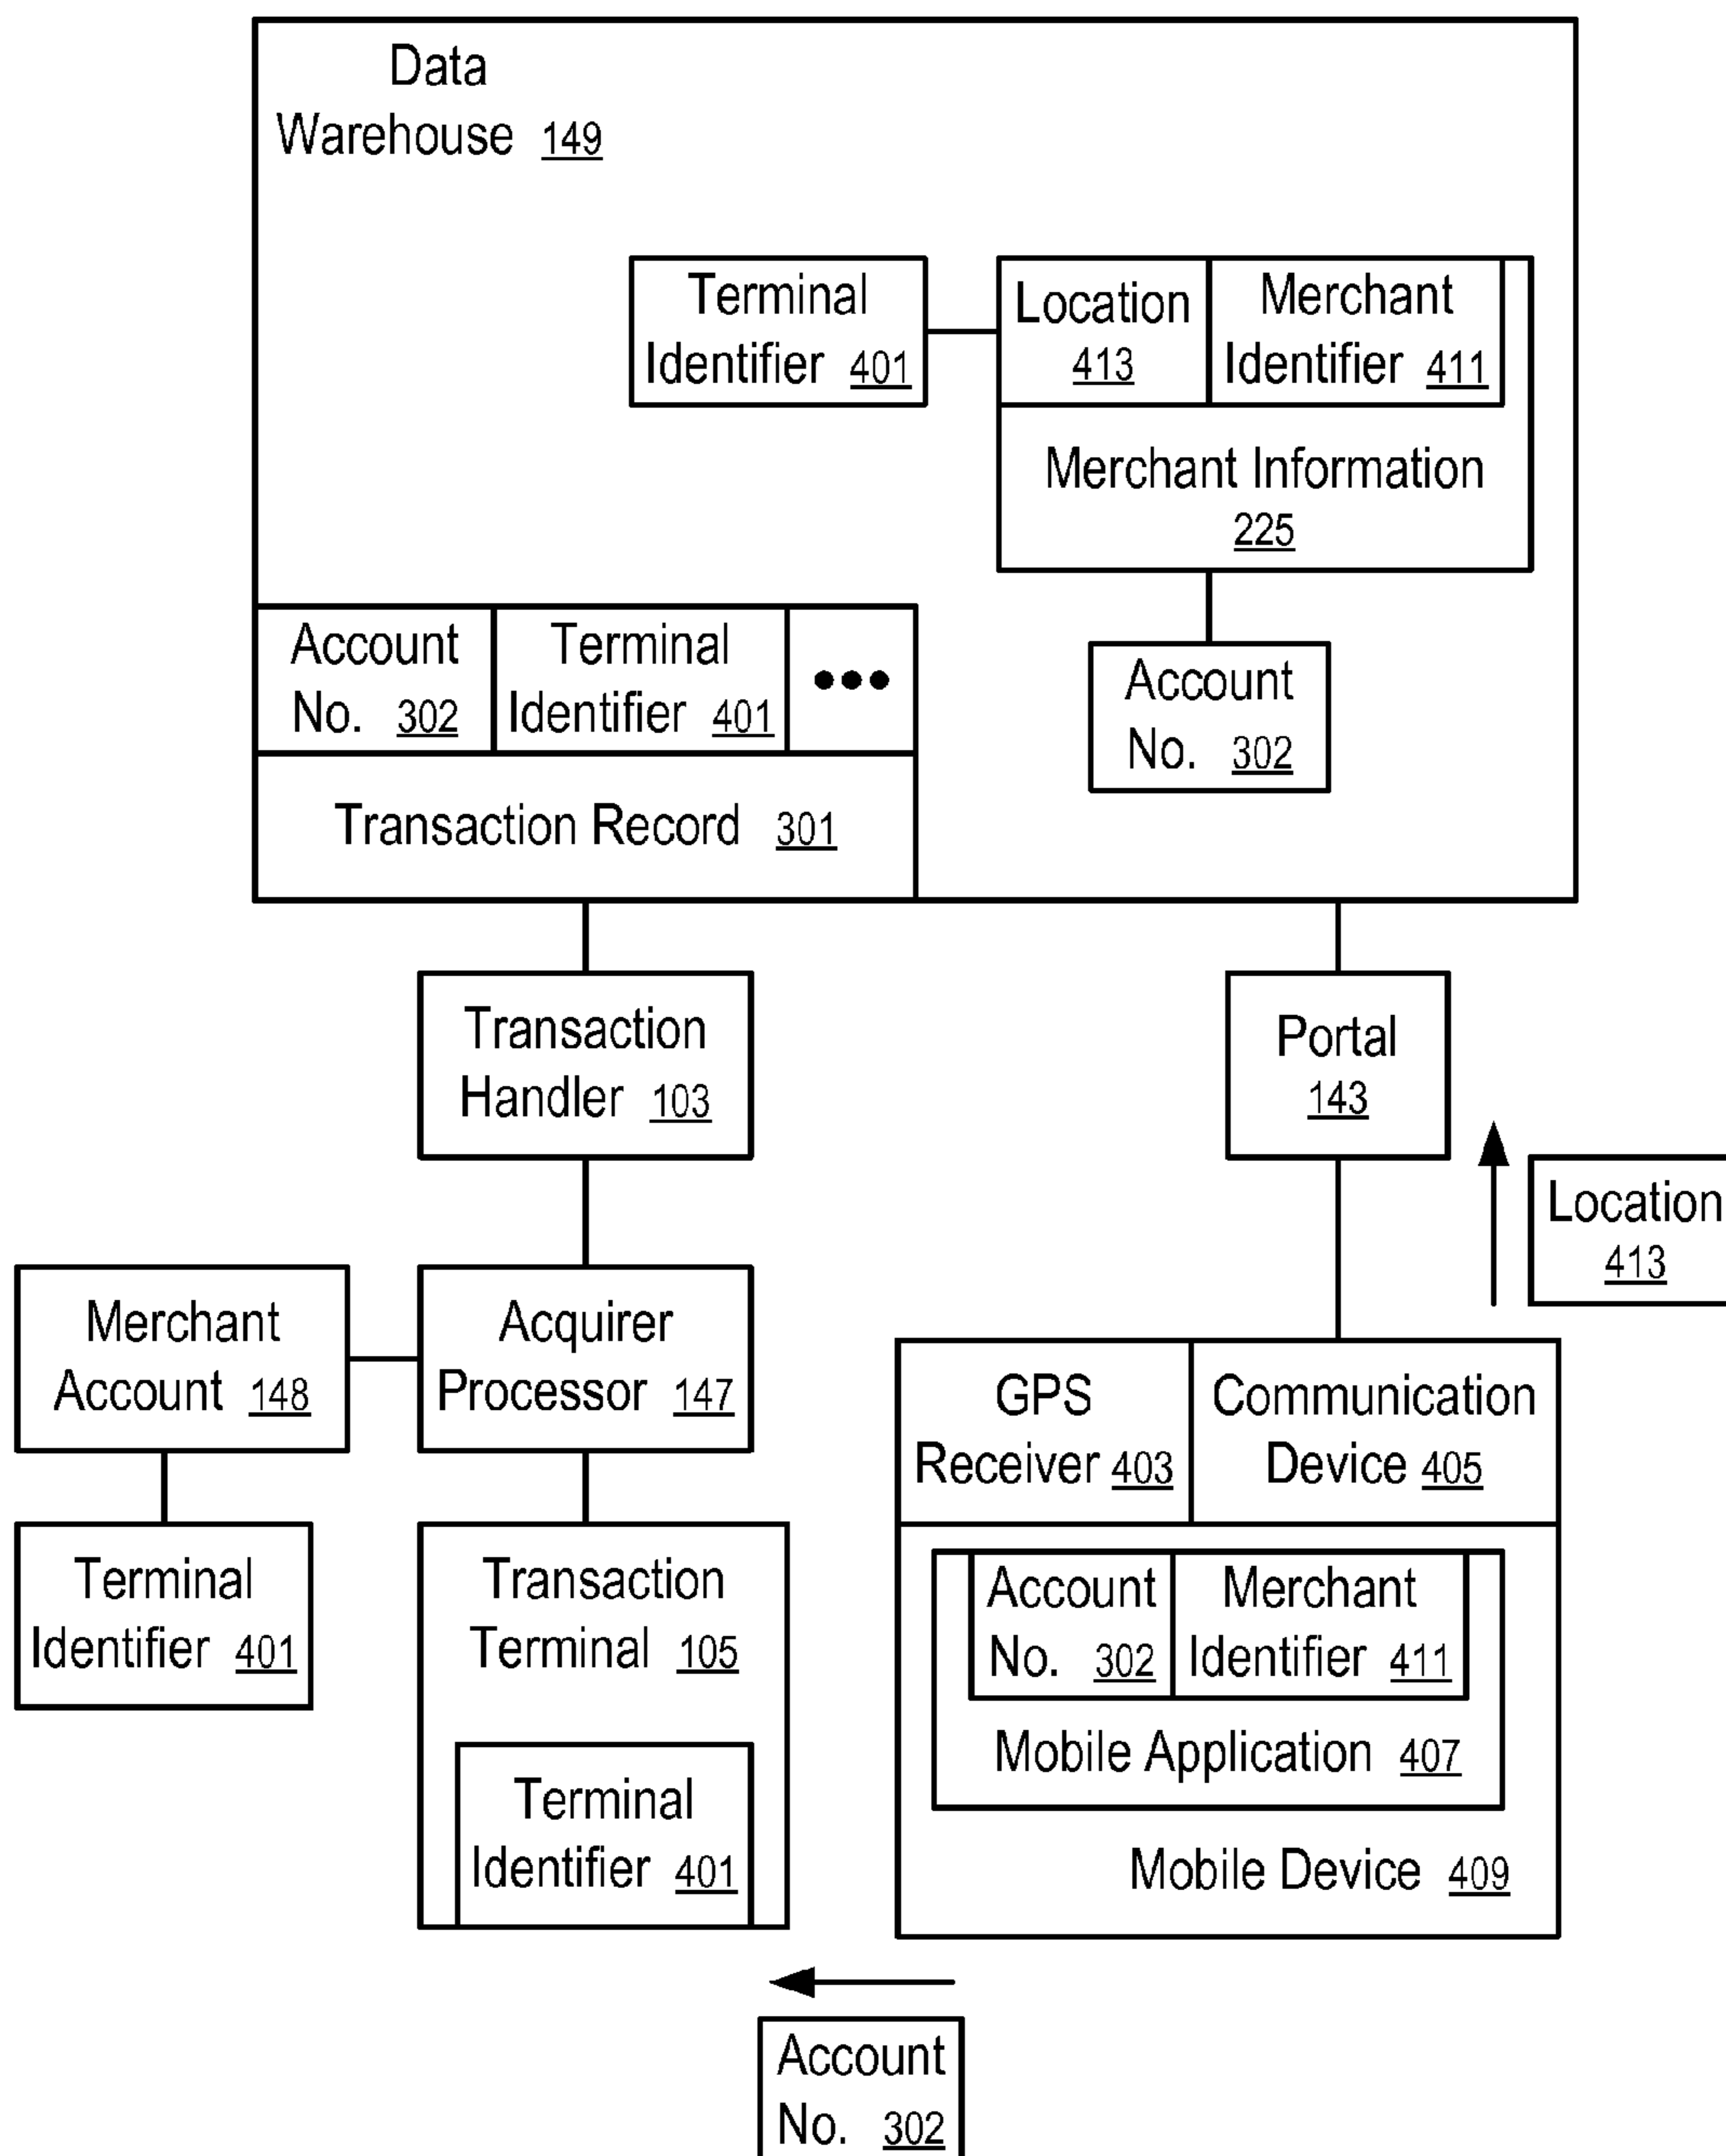 Data
Warehouse 149
Terminal
Identifier 401
Location
413
Merchant
Identifier 411
Merchant Information
225
Account
No. 302
Terminal
Identifier 401
●●●
Transaction Record 301
Account
No. 302
Transaction
Handler 103
Portal
143
Location
413
Merchant
Account 148
Acquirer
Processor 147
GPS
Receiver 403
Communication
Device 405
Terminal
Identifier 401
Transaction
Terminal 105
Terminal
Identifier 401
Account
No. 302
Merchant
Identifier 411
Mobile Application 407
Mobile Device 409
Account
No. 302